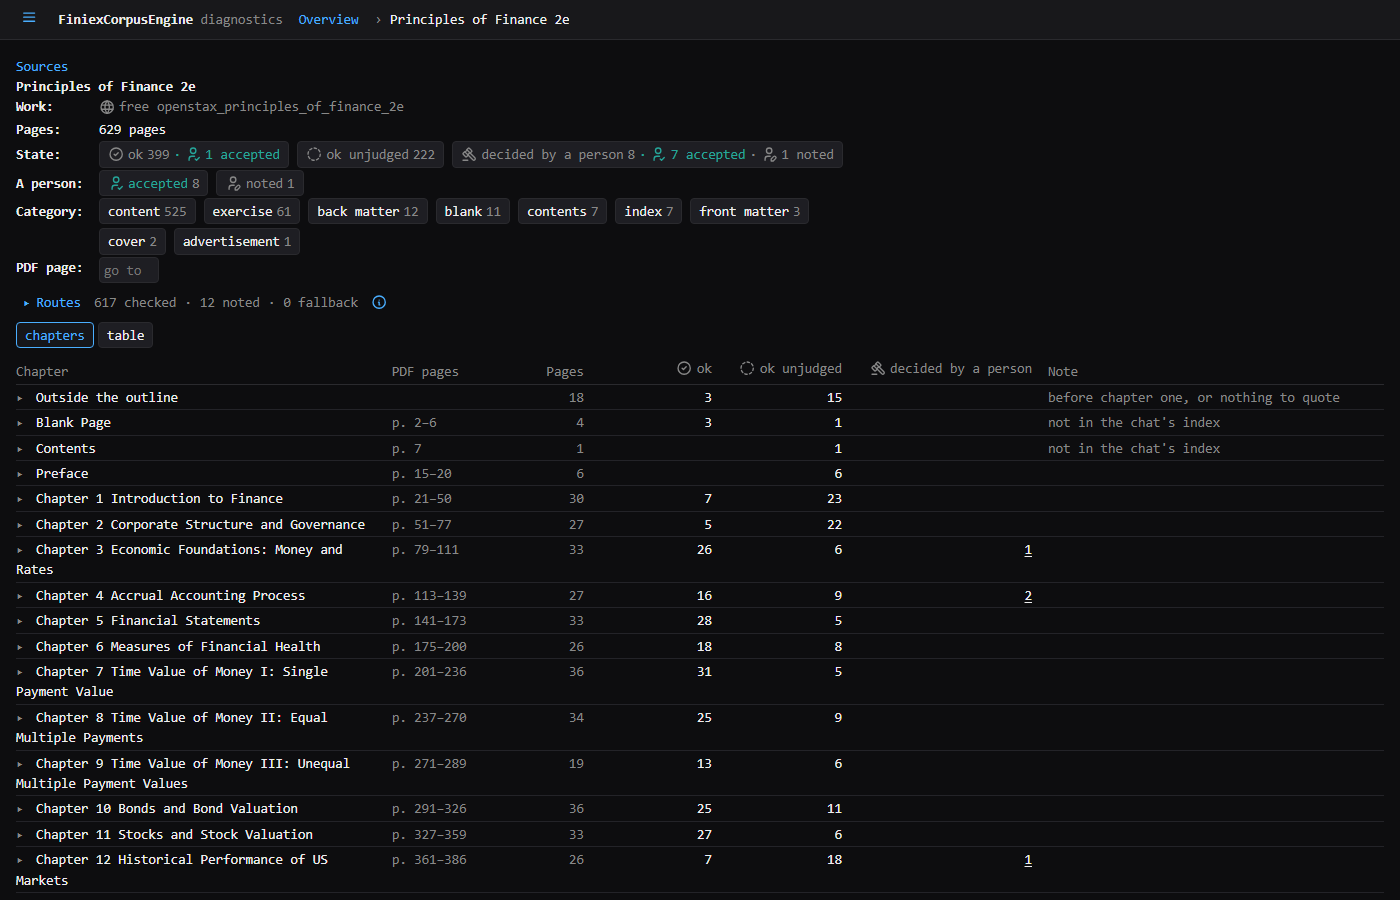 FiniexCorpusEngine diagnostics Overview › Principles of Finance 2e
Sources
Principles of Finance 2e
Work: free openstax_principles_of_finance_2e
Pages: 629 pages
State: ok 399 · 1 accepted ok unjudged 222 decided by a person 8 · 7 accepted · 1 noted
A person: accepted 8 noted 1
Category: content 525 exercise 61 back matter 12 blank 11 contents 7 index 7 front matter 3
cover 2 advertisement 1
PDF page: go to
▸ Routes 617 checked · 12 noted · 0 fallback
chapters table
Chapter PDF pages Pages ok ok unjudged decided by a person Note
▸ Outside the outline 18 3 15 before chapter one, or nothing to quote
▸ Blank Page p. 2–6 4 3 1 not in the chat's index
▸ Contents p. 7 1 1 not in the chat's index
▸ Preface p. 15–20 6 6
▸ Chapter 1 Introduction to Finance p. 21–50 30 7 23
▸ Chapter 2 Corporate Structure and Governance p. 51–77 27 5 22
▸ Chapter 3 Economic Foundations: Money and p. 79–111 33 26 6 1
Rates
▸ Chapter 4 Accrual Accounting Process p. 113–139 27 16 9 2
▸ Chapter 5 Financial Statements p. 141–173 33 28 5
▸ Chapter 6 Measures of Financial Health p. 175–200 26 18 8
▸ Chapter 7 Time Value of Money I: Single p. 201–236 36 31 5
Payment Value
▸ Chapter 8 Time Value of Money II: Equal p. 237–270 34 25 9
Multiple Payments
▸ Chapter 9 Time Value of Money III: Unequal p. 271–289 19 13 6
Multiple Payment Values
▸ Chapter 10 Bonds and Bond Valuation p. 291–326 36 25 11
▸ Chapter 11 Stocks and Stock Valuation p. 327–359 33 27 6
▸ Chapter 12 Historical Performance of US p. 361–386 26 7 18 1
Markets